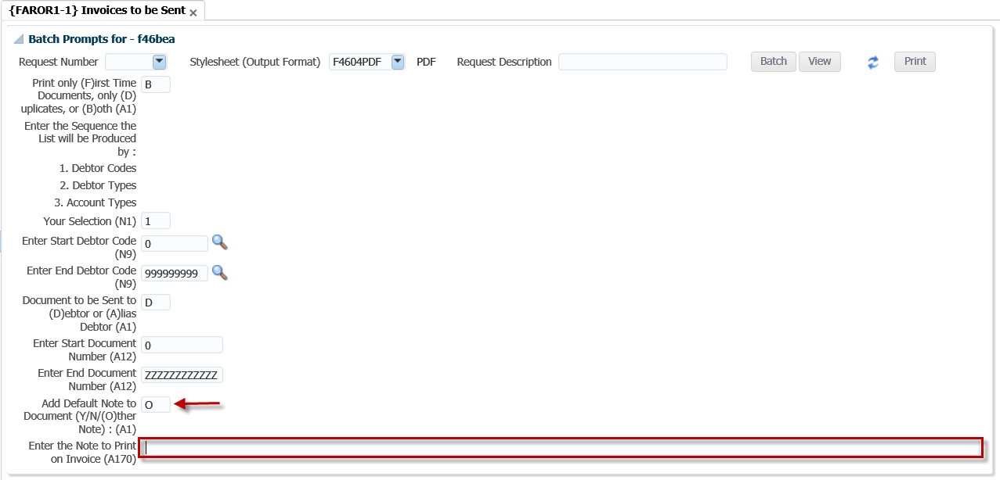 {FAROR1-1} Invoices to be Sent
Batch Prompts for - f46bea
Request Number Stylesheet (Output Format) F4604PDF PDF Request Description Batch View Print
Print only (F)irst Time B
Documents, only (D)
uplicates, or (B)oth (A1)
Enter the Sequence the
List will be Produced
by :
1. Debtor Codes
2. Debtor Types
3. Account Types
Your Selection (N1) 1
Enter Start Debtor Code 0
(N9)
Enter End Debtor Code 999999999
(N9)
Document to be Sent to D
(D)ebtor or (A)lias
Debtor (A1)
Enter Start Document 0
Number (A12)
Enter End Document ZZZZZZZZZZZZ
Number (A12)
Add Default Note to O
Document (Y/N/(O)ther
Note) : (A1)
Enter the Note to Print
on Invoice (A170)